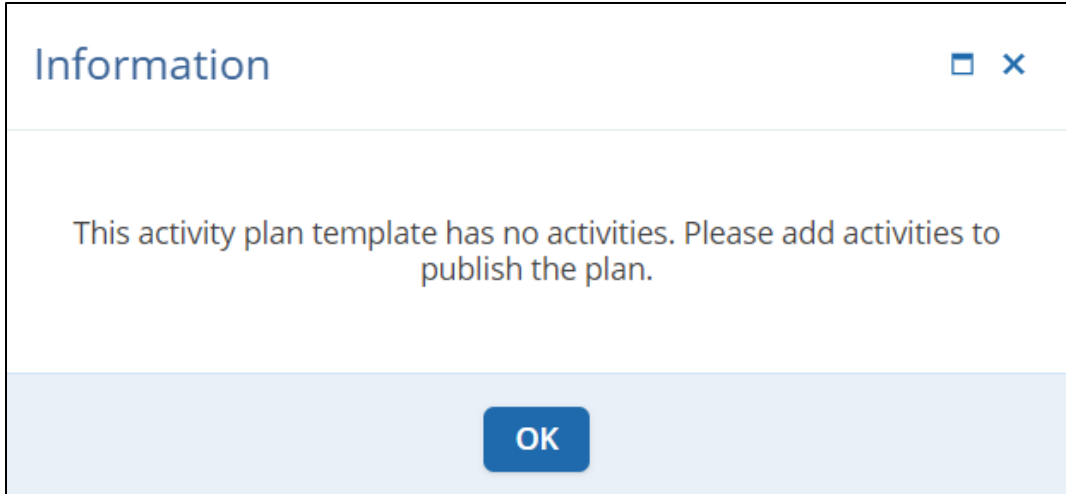 Information
This activity plan template has no activities. Please add activities to
publish the plan.
OK